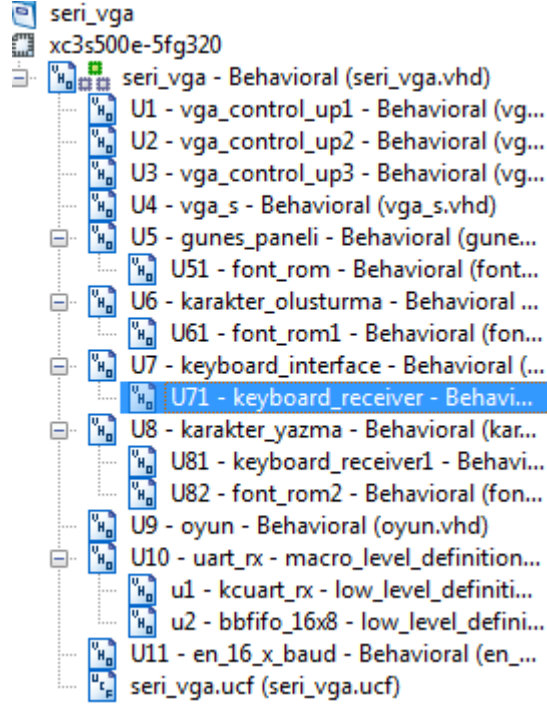 seri_vga
xc3s500e-5fg320
seri_vga - Behavioral (seri_vga.vhd)
U1 - vga_control_up1 - Behavioral (vg...
U2 - vga_control_up2 - Behavioral (vg...
U3 - vga_control_up3 - Behavioral (vg...
U4 - vga_s - Behavioral (vga_s.vhd)
U5 - gunes_paneli - Behavioral (gune...
U51 - font_rom - Behavioral (font...
U6 - karakter_olusturma - Behavioral ...
U61 - font_rom1 - Behavioral (fon...
U7 - keyboard_interface - Behavioral (...
U71 - keyboard_receiver - Behavi...
U8 - karakter_yazma - Behavioral (kar...
U81 - keyboard_receiver1 - Behavi...
U82 - font_rom2 - Behavioral (fon...
U9 - oyun - Behavioral (oyun.vhd)
U10 - uart_rx - macro_level_definition...
u1 - kcuart_rx - low_level_definiti...
u2 - bbfifo_16x8 - low_level_defini...
U11 - en_16_x_baud - Behavioral (en_...
seri_vga.ucf (seri_vga.ucf)